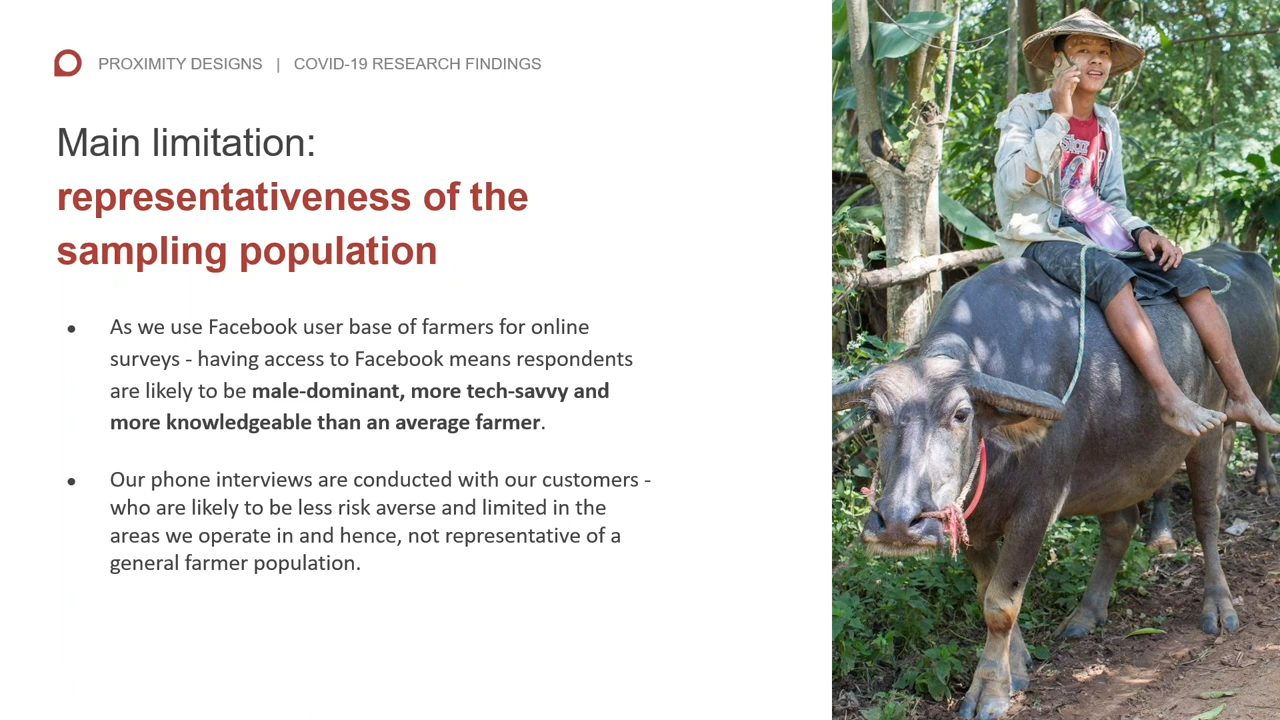 PROXIMITY DESIGNS | COVID-19 RESEARCH FINDINGS
Main limitation:
representativeness of the
sampling population
● As we use Facebook user base of farmers for online
surveys - having access to Facebook means respondents
are likely to be male-dominant, more tech-savvy and
more knowledgeable than an average farmer.
● Our phone interviews are conducted with our customers -
who are likely to be less risk averse and limited in the
areas we operate in and hence, not representative of a
general farmer population.